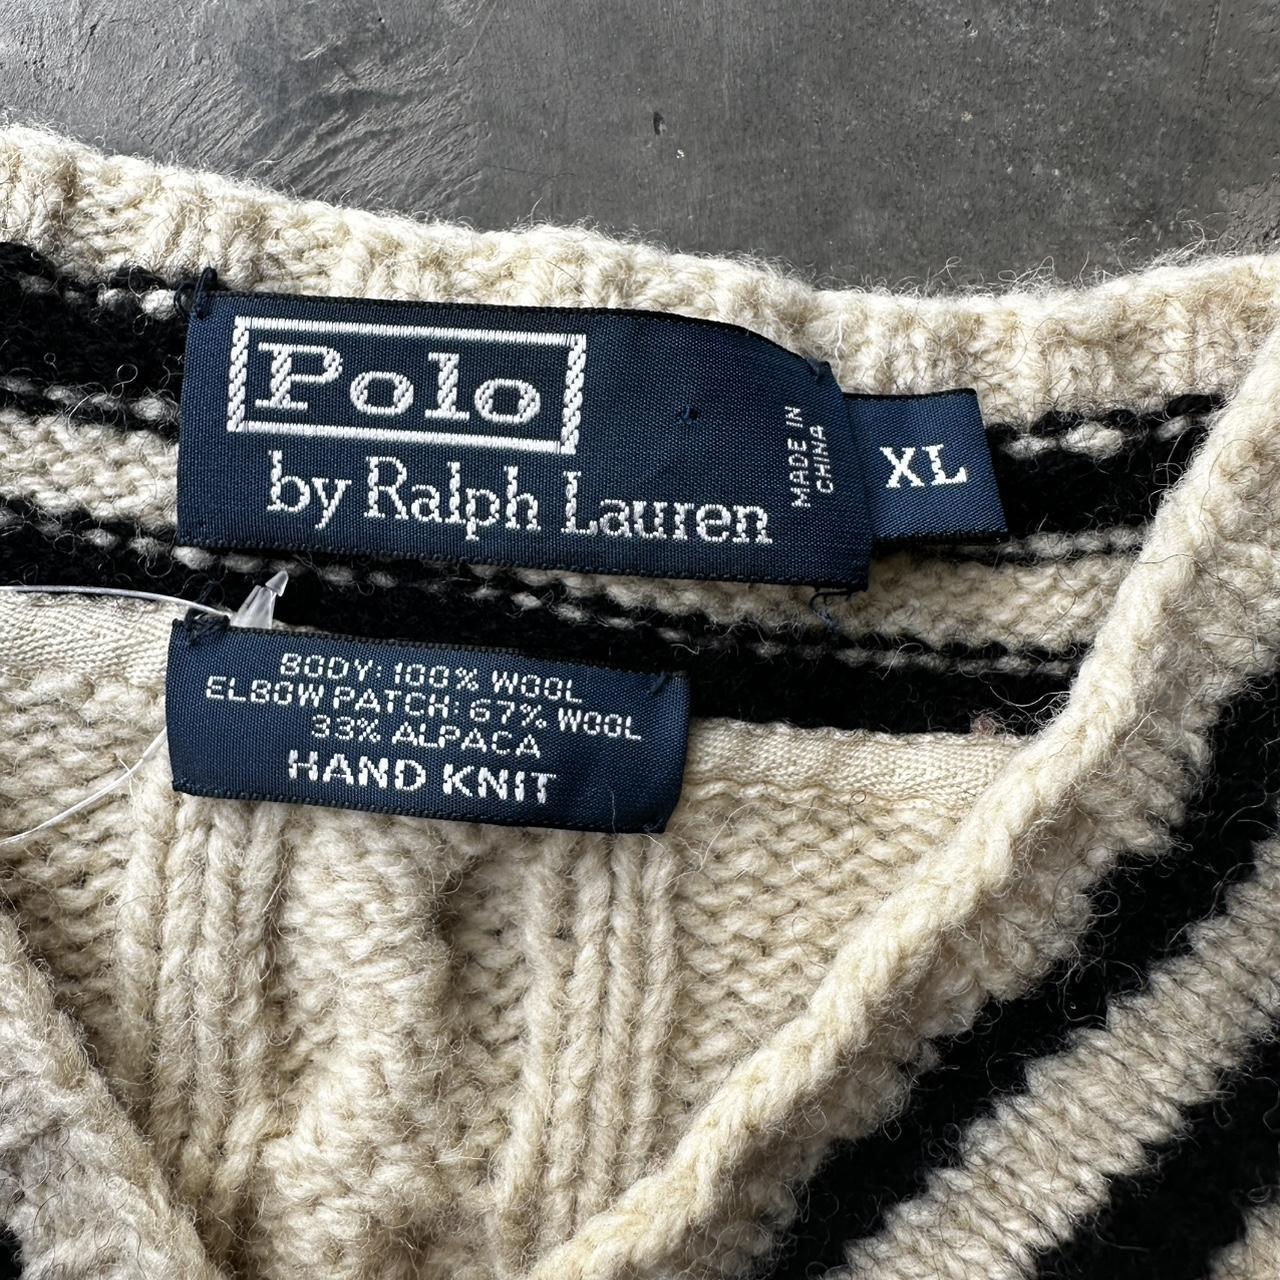 Polo
by Ralph Lauren
MADE IN
CHINA
XL
BODY: 100% WOOL
ELBOW PATCH: 67% WOOL
33% ALPACA
HAND KNIT